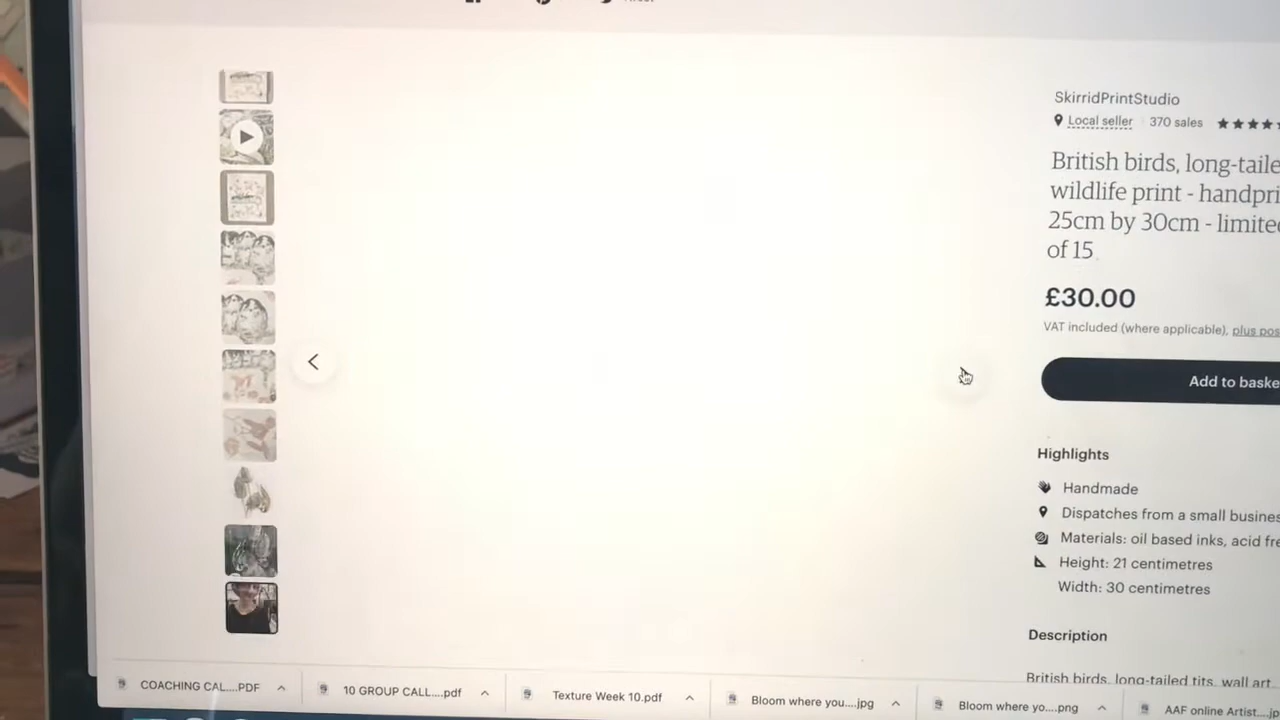 SkirridPrintStudio
Local seller 370 sales
British birds, long-taile
wildlife print - handpri
25cm by 30cm - limite
of 15
£30.00
VAT included (where applicable), plus pos
Add to baske
Highlights
Handmade
Dispatches from a small busines
Materials: oil based inks, acid fre
Height: 21 centimetres
Width: 30 centimetres
Description
British birds, long-tailed tits, wall art
COACHING CAL....PDF
10 GROUP CALL....pdf
Texture Week 10.pdf
Bloom where you....jpg
Bloom where yo....png
AAF online Artist....jp